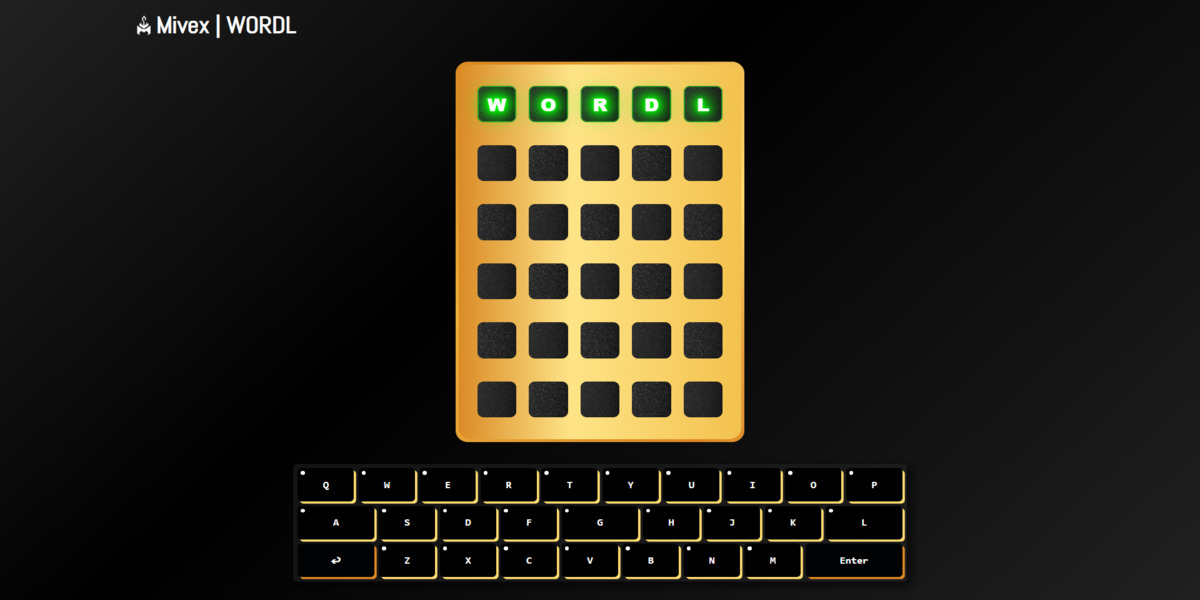 Mivex | WORDL
W O R D L
Q W E R T Y U I O P
A S D F G H J K L
Z X C V B N M Enter